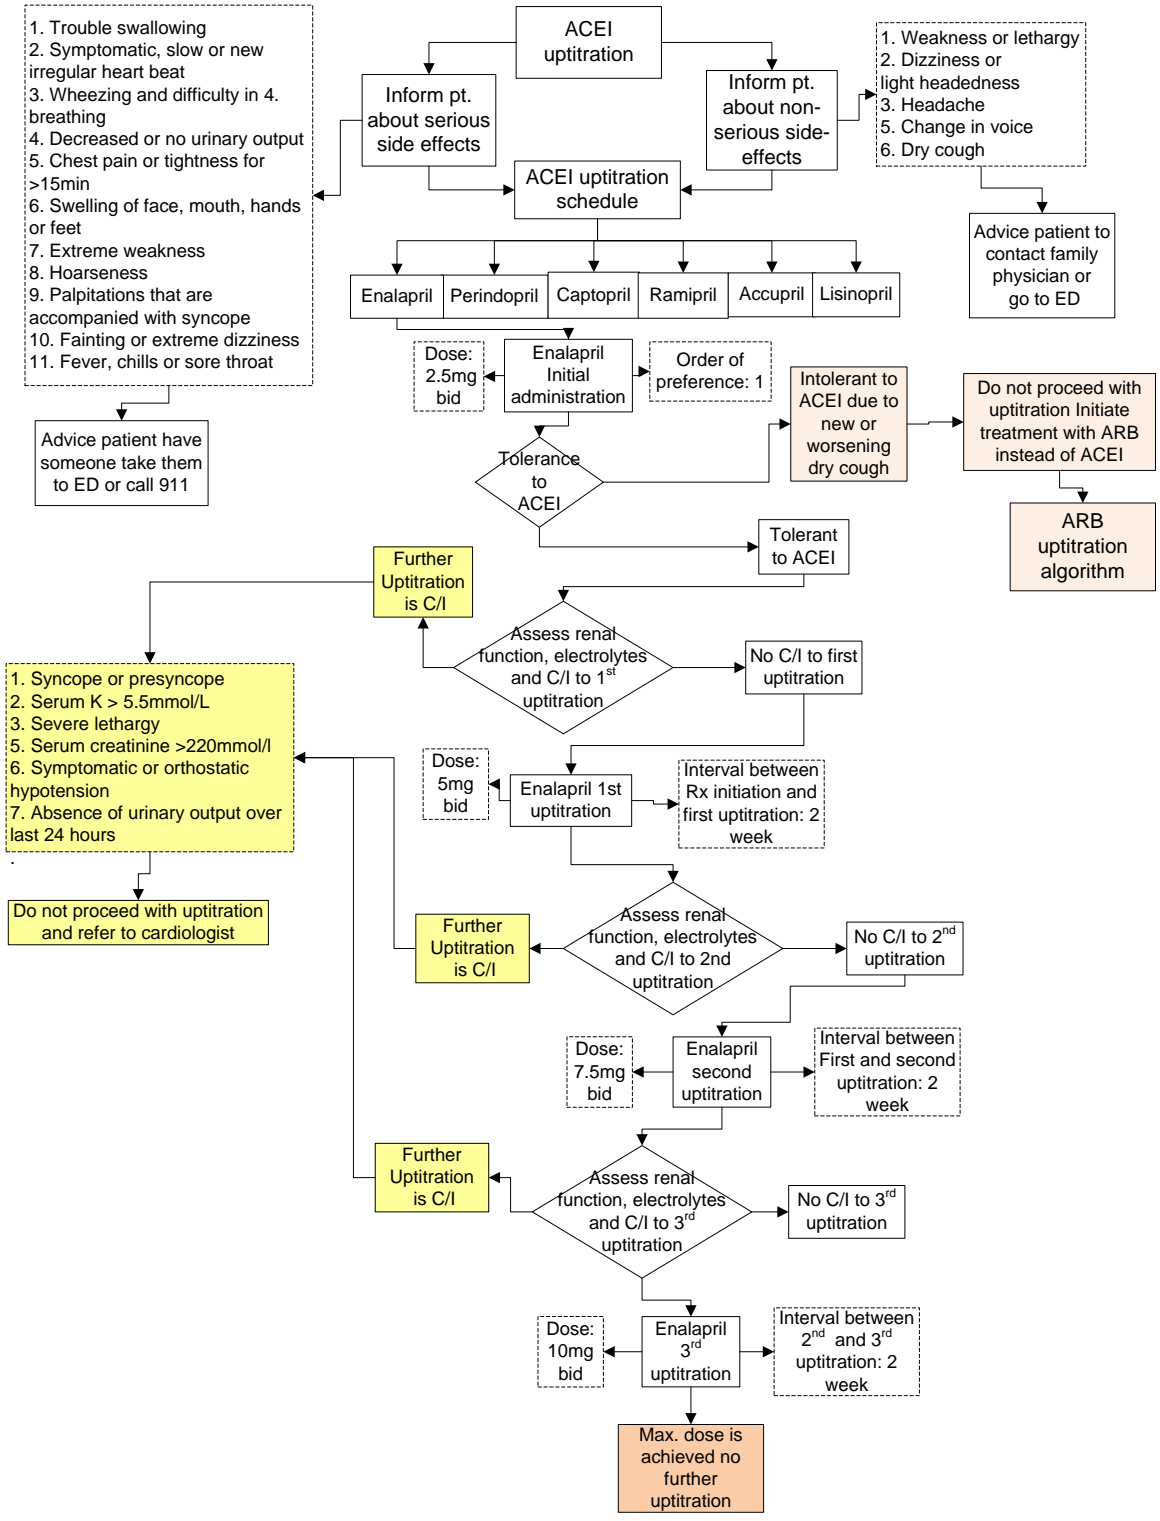 ACEI
uptitration
1. Trouble swallowing
2. Symptomatic, slow or new
irregular heart beat
3. Wheezing and difficulty in 4.
breathing
4. Decreased or no urinary output
5. Chest pain or tightness for
>15min
6. Swelling of face, mouth, hands
or feet
7. Extreme weakness
8. Hoarseness
9. Palpitations that are
accompanied with syncope
10. Fainting or extreme dizziness
11. Fever, chills or sore throat
Inform pt.
about serious
side effects
Inform pt.
about non-
serious side-
effects
1. Weakness or lethargy
2. Dizziness or
light headedness
3. Headache
5. Change in voice
6. Dry cough
ACEI uptitration
schedule
Advice patient to
contact family
physician or
go to ED
Enalapril
Perindopril
Captopril
Ramipril
Accupril
Lisinopril
Dose:
2.5mg
bid
Enalapril
Initial
administration
Order of
preference: 1
Intolerant to
ACEI due to
new or
worsening
dry cough
Do not proceed with
uptitration Initiate
treatment with ARB
instead of ACEI
Advice patient have
someone take them
to ED or call 911
Tolerance
to
ACEI
ARB
uptitration
algorithm
Tolerant
to ACEI
Further
Uptitration
is C/I
Assess renal
function, electrolytes
and C/I to 1st
uptitration
No C/I to first
uptitration
1. Syncope or presyncope
2. Serum K > 5.5mmol/L
3. Severe lethargy
5. Serum creatinine >220mmol/l
6. Symptomatic or orthostatic
hypotension
7. Absence of urinary output over
last 24 hours
.
Dose:
5mg
bid
Enalapril 1st
uptitration
Interval between
Rx initiation and
first uptitration: 2
week
Do not proceed with uptitration
and refer to cardiologist
Further
Uptitration
is C/I
Assess renal
function, electrolytes
and C/I to 2nd
uptitration
No C/I to 2nd
uptitration
Dose:
7.5mg
bid
Enalapril
second
uptitration
Interval between
First and second
uptitration: 2
week
Further
Uptitration
is C/I
Assess renal
function, electrolytes
and C/I to 3rd
uptitration
No C/I to 3rd
uptitration
Dose:
10mg
bid
Enalapril
3rd
uptitration
Interval between
2nd and 3rd
uptitration: 2
week
Max. dose is
achieved no
further
uptitration